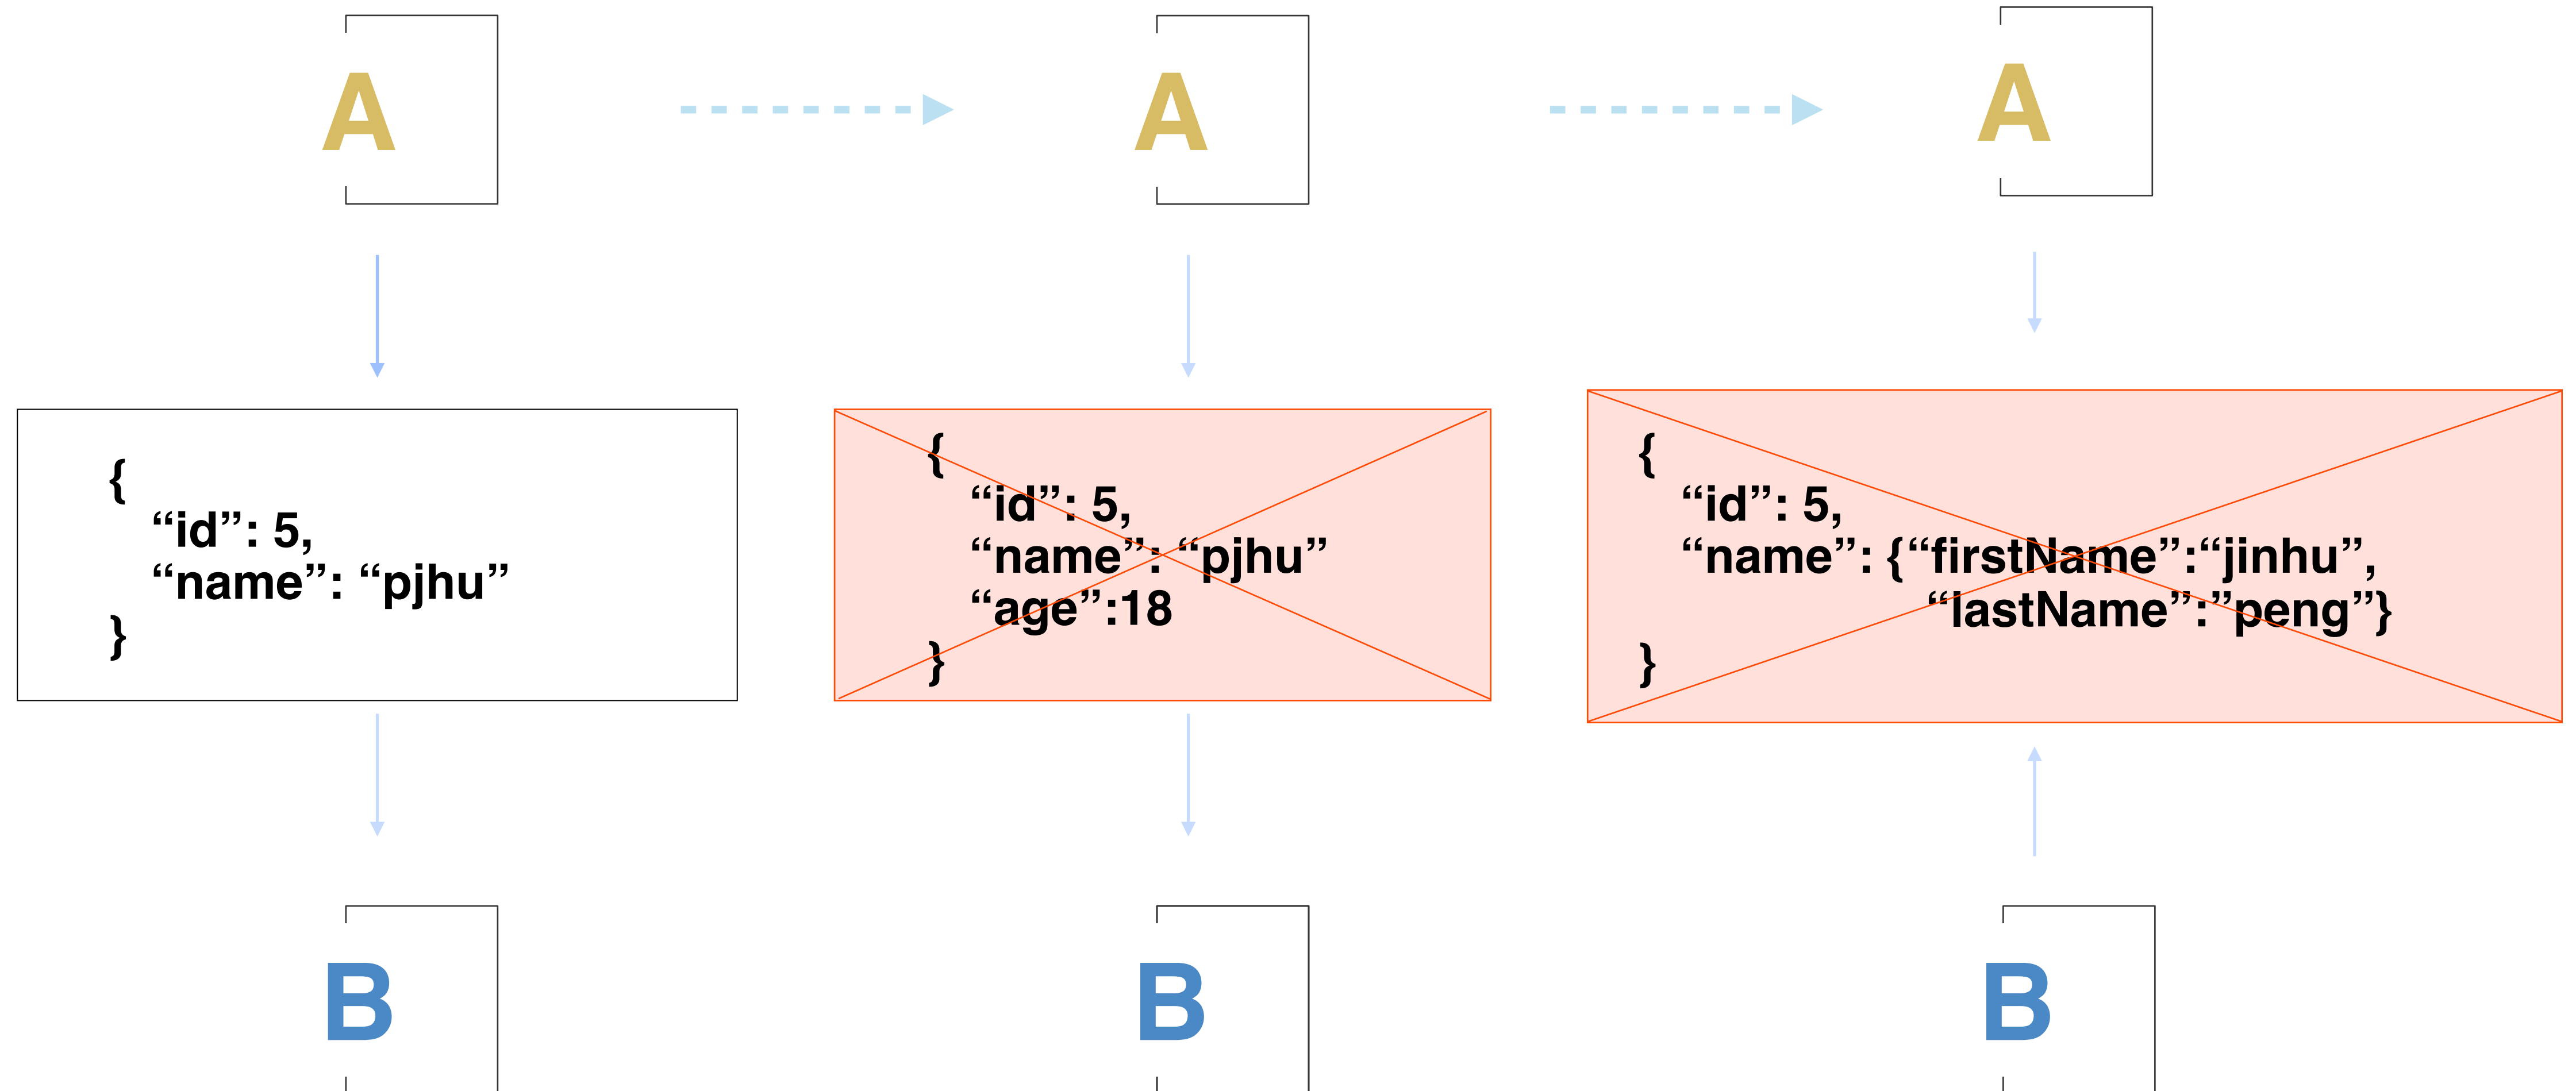 A
A
A
{
“id”: 5,
“name”: “pjhu”
}
{
“id”: 5,
“name”: “pjhu”
“age”:18
}
{
“id”: 5,
“name”: {“firstName”:“jinhu”,
“lastName”:”peng”}
}
B
B
B